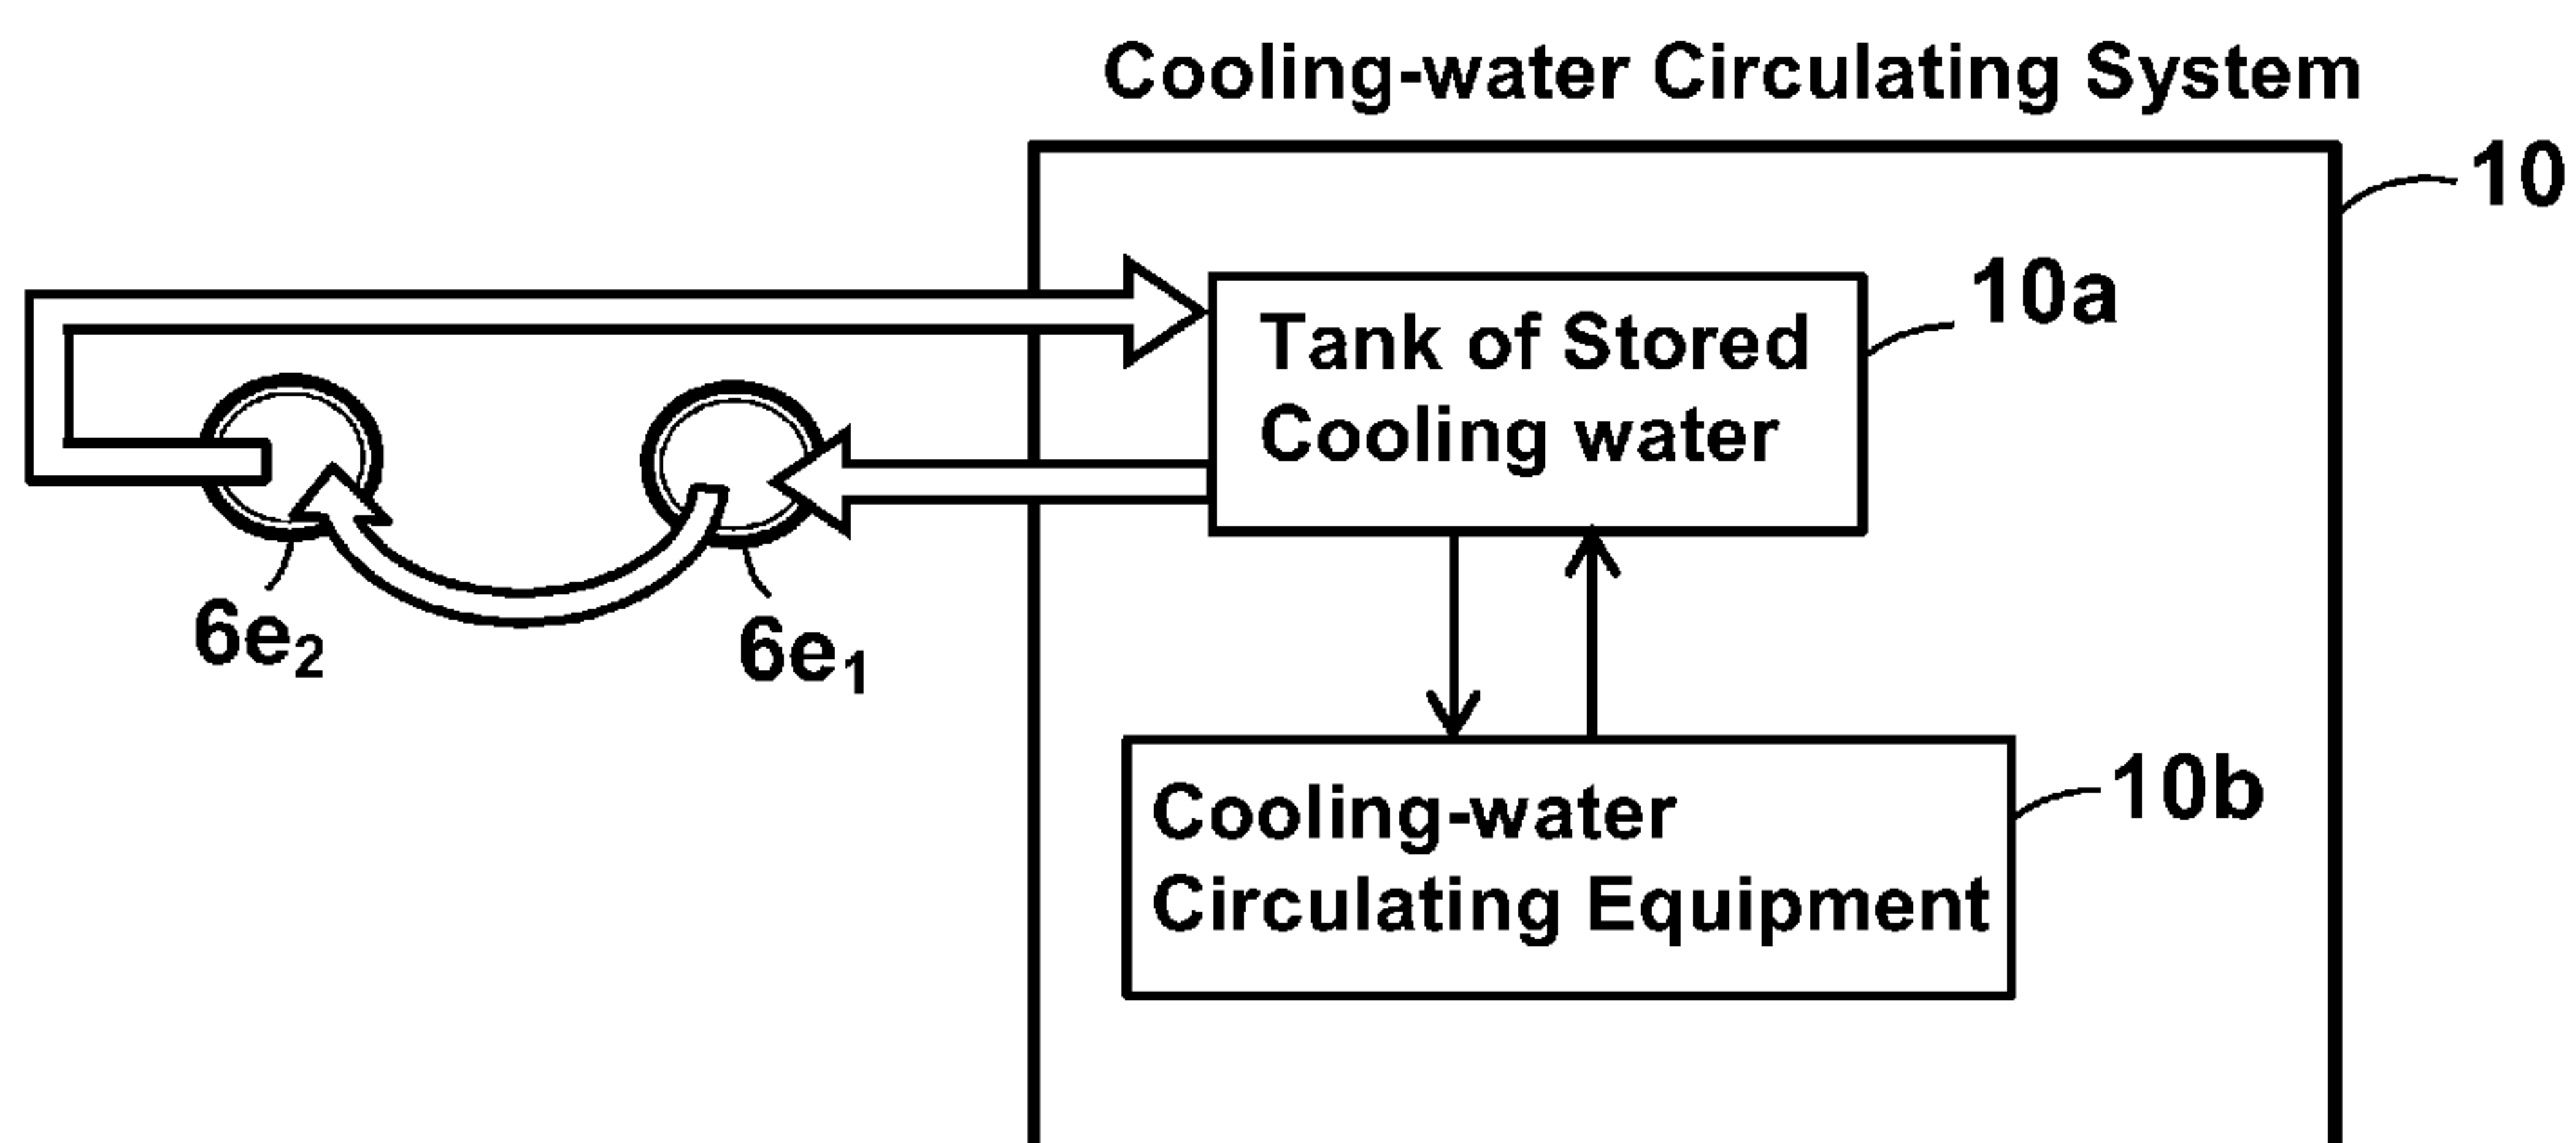 Cooling-water Circulating System
10
10a
Tank of Stored
Cooling water
6e₂
6e₁
10b
Cooling-water
Circulating Equipment